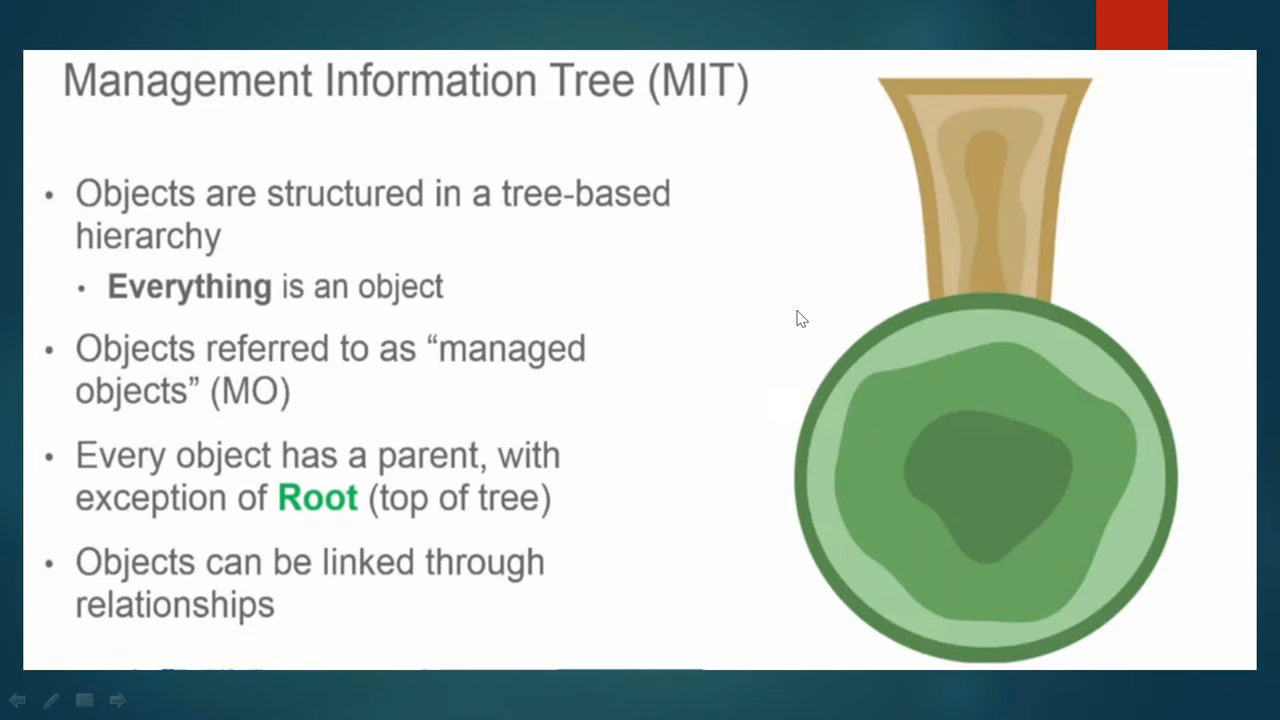 Management Information Tree (MIT)
• Objects are structured in a tree-based
hierarchy
• Everything is an object
• Objects referred to as “managed
objects” (MO)
• Every object has a parent, with
exception of Root (top of tree)
• Objects can be linked through
relationships